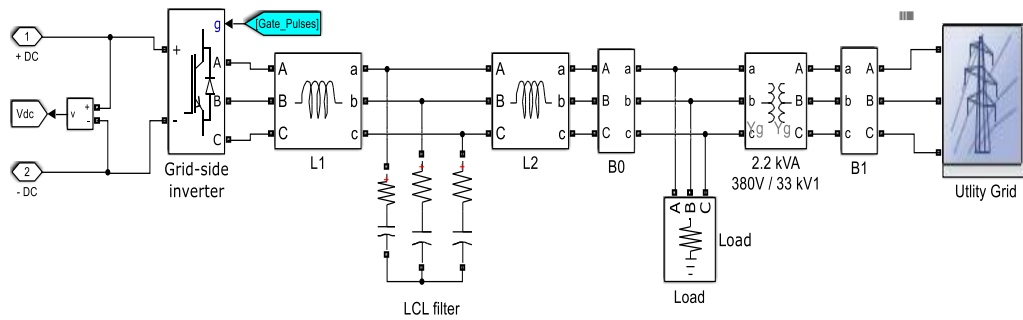 1
+ DC
Vdc
v
+
-
2
- DC
+
-
g
A
B
C
Grid-side
inverter
[Gate_Pulses]
A
B
C
a
b
c
L1
LCL filter
A
B
C
a
b
c
L2
A
B
C
a
b
c
B0
A
B
C
Load
Load
a
b
c
A
B
C
Yg
Yg
2.2 kVA
380V / 33 kV1
a
b
c
A
B
C
B1
Utlity Grid